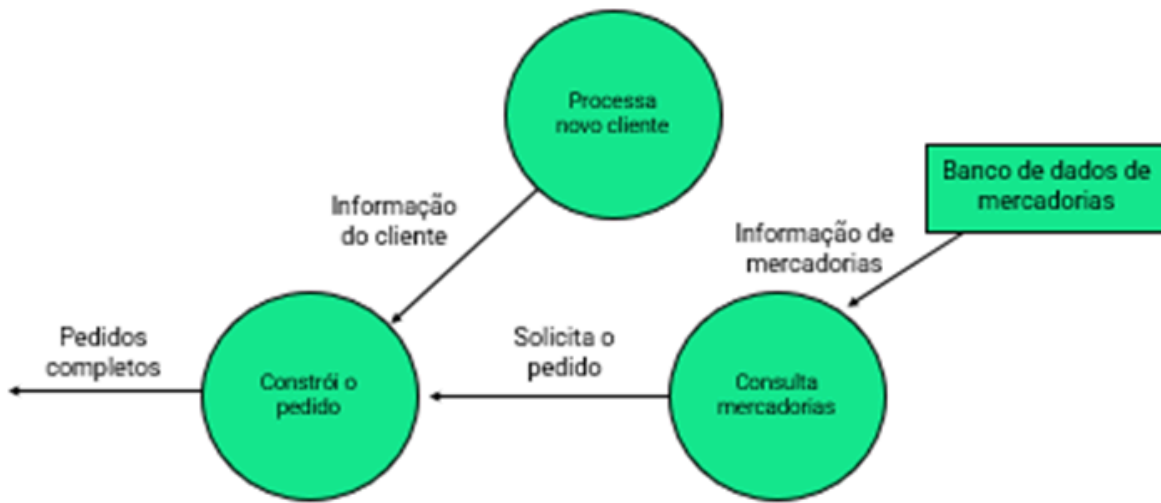 Processa
novo cliente
Banco de dados de
mercadorias
Informação
do cliente
Informação de
mercadorias
Pedidos
completos
Solicita o
pedido
Constrói o
pedido
Consulta
mercadorias